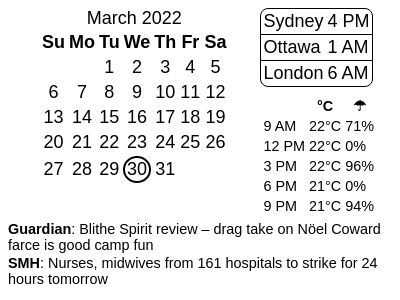 March 2022
Su Mo Tu We Th Fr Sa
1 2 3 4 5
6 7 8 9 10 11 12
13 14 15 16 17 18 19
20 21 22 23 24 25 26
27 28 29 30 31
Sydney 4 PM
Ottawa 1 AM
London 6 AM
°C ☂
9 AM 22°C 71%
12 PM 22°C 0%
3 PM 22°C 96%
6 PM 21°C 0%
9 PM 21°C 94%
Guardian: Blithe Spirit review – drag take on Nöel Coward
farce is good camp fun
SMH: Nurses, midwives from 161 hospitals to strike for 24
hours tomorrow